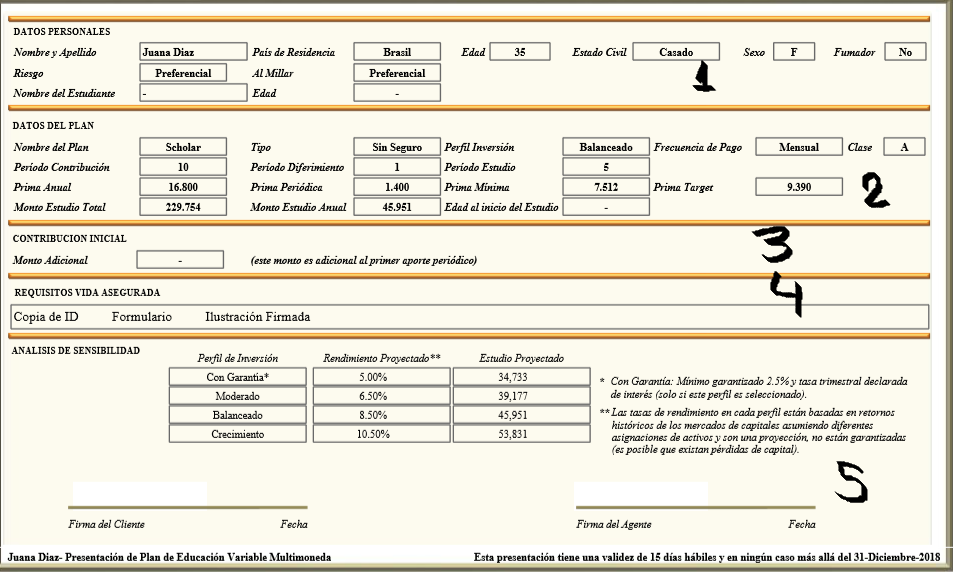 DATOS PERSONALES
Nombre y Apellido Juana Diaz País de Residencia Brasil Edad 35 Estado Civil Casado Sexo F Fumador No
Riesgo Preferencial Al Millar Preferencial
1
Nombre del Estudiante - Edad -
DATOS DEL PLAN
Nombre del Plan Scholar Tipo Sin Seguro Perfil Inversión Balanceado Frecuencia de Pago Mensual Clase A
Período Contribución 10 Período Diferimiento 1 Período Estudio 5
Prima Anual 16.800 Prima Periódica 1.400 Prima Mínima 7.512 Prima Target 9.390 2
Monto Estudio Total 229.754 Monto Estudio Anual 45.951 Edad al inicio del Estudio -
CONTRIBUCION INICIAL 3
Monto Adicional - (este monto es adicional al primer aporte periódico)
REQUISITOS VIDA ASEGURADA 4
Copia de ID Formulario Ilustración Firmada
ANALISIS DE SENSIBILIDAD
Perfil de Inversión Rendimiento Proyectado** Estudio Proyectado
Con Garantía* 5.00% 34,733
Moderado 6.50% 39,177
Balanceado 8.50% 45,951
Crecimiento 10.50% 53,831
* Con Garantía: Mínimo garantizado 2.5% y tasa trimestral declarada
de interés (solo si este perfil es seleccionado).
** Las tasas de rendimiento en cada perfil están basadas en retornos
históricos de los mercados de capitales asumiendo diferentes
asignaciones de activos y son una proyección, no están garantizadas
(es posible que existan pérdidas de capital).
5
Firma del Cliente Fecha Firma del Agente Fecha
Juana Diaz- Presentación de Plan de Educación Variable Multimoneda Esta presentación tiene una validez de 15 días hábiles y en ningún caso más allá del 31-Diciembre-2018